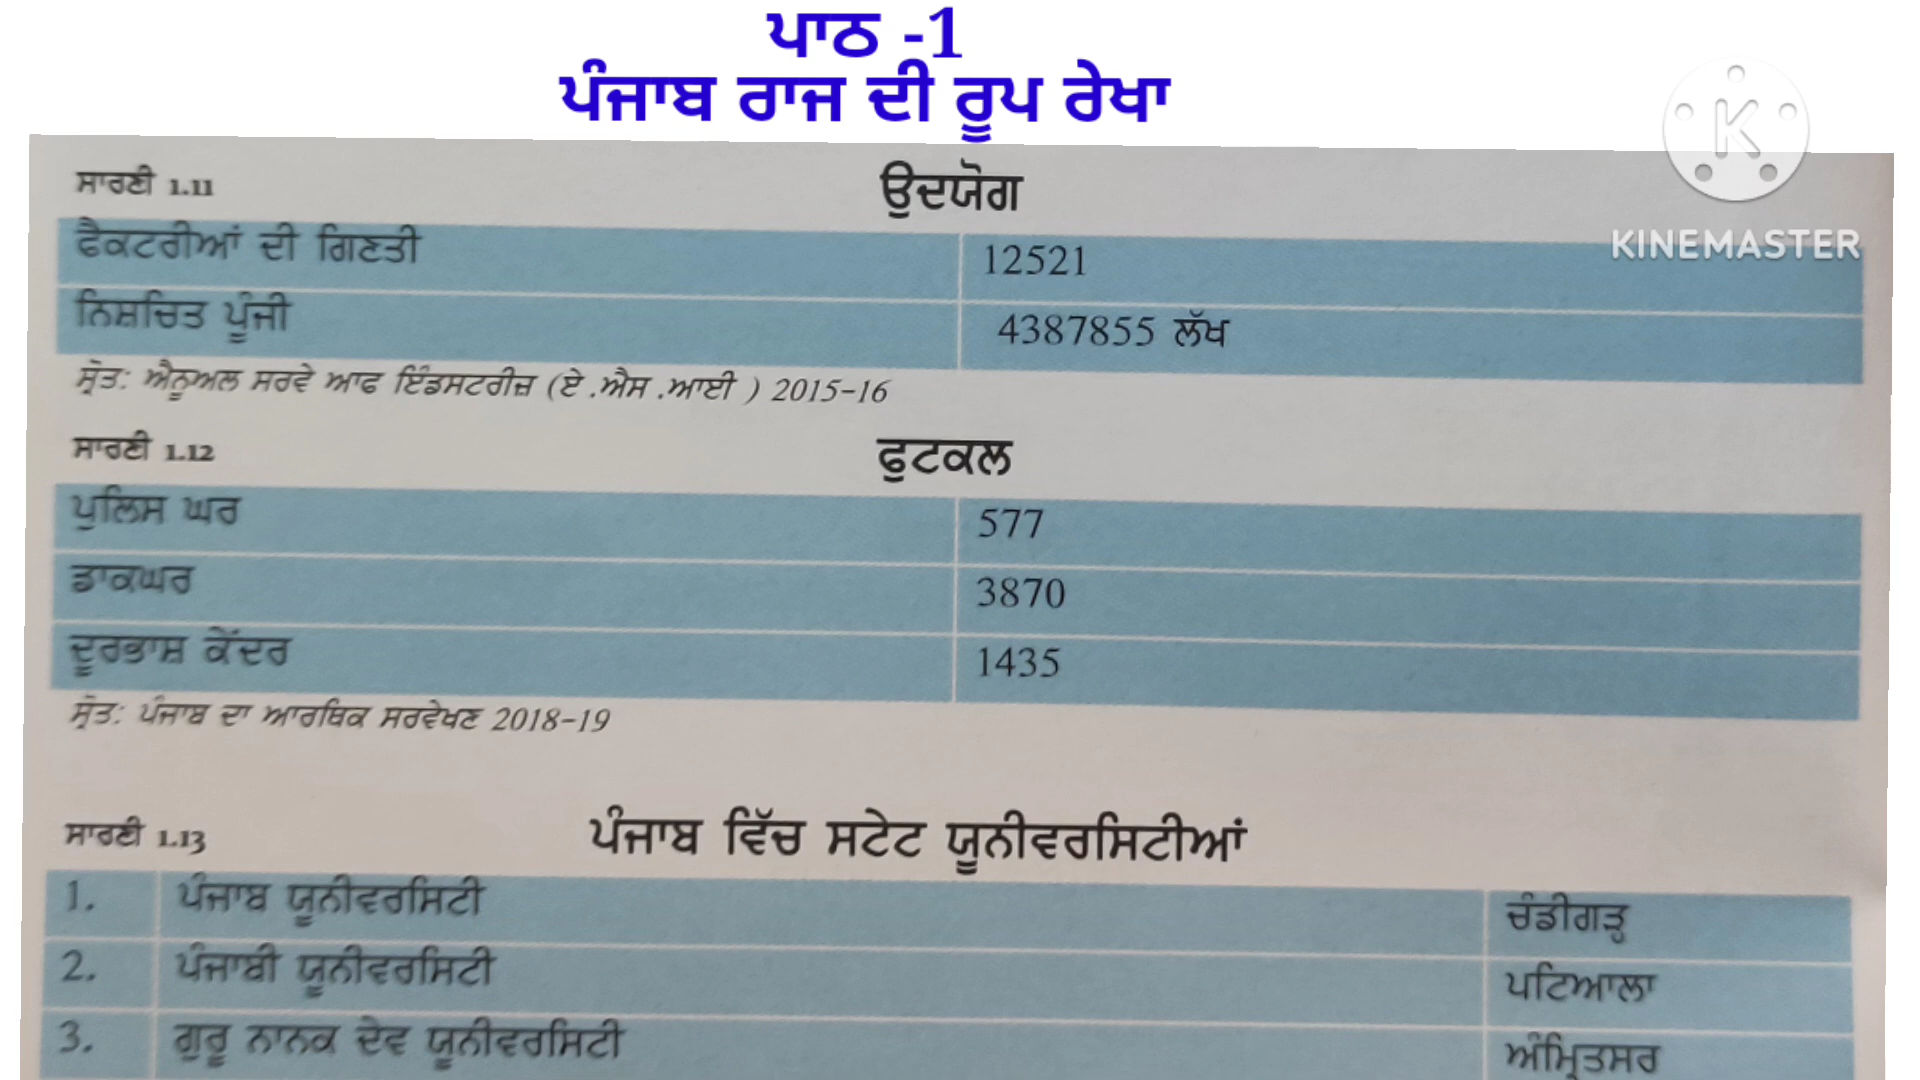 ਪਾਠ -1
ਪੰਜਾਬ ਰਾਜ ਦੀ ਰੂਪ ਰੇਖਾ
KINEMASTER
ਸਾਰਣੀ 1.11 ਉਦਯੋਗ
ਫੈਕਟਰੀਆਂ ਦੀ ਗਿਣਤੀ 12521
ਨਿਸ਼ਚਿਤ ਪੂੰਜੀ 4387855 ਲੱਖ
ਸ੍ਰੋਤ: ਐਨੂਅਲ ਸਰਵੇ ਆਫ ਇੰਡਸਟਰੀਜ਼ (ਏ .ਐਸ .ਆਈ ) 2015-16
ਸਾਰਣੀ 1.12 ਫੁਟਕਲ
ਪੁਲਿਸ ਘਰ 577
ਡਾਕਘਰ 3870
ਦੂਰਭਾਸ਼ ਕੇਂਦਰ 1435
ਸ੍ਰੋਤ: ਪੰਜਾਬ ਦਾ ਆਰਥਿਕ ਸਰਵੇਖਣ 2018-19
ਸਾਰਣੀ 1.13 ਪੰਜਾਬ ਵਿੱਚ ਸਟੇਟ ਯੂਨੀਵਰਸਿਟੀਆਂ
1. ਪੰਜਾਬ ਯੂਨੀਵਰਸਿਟੀ ਚੰਡੀਗੜ੍ਹ
2. ਪੰਜਾਬੀ ਯੂਨੀਵਰਸਿਟੀ ਪਟਿਆਲਾ
3. ਗੁਰੂ ਨਾਨਕ ਦੇਵ ਯੂਨੀਵਰਸਿਟੀ ਅੰਮ੍ਰਿਤਸਰ